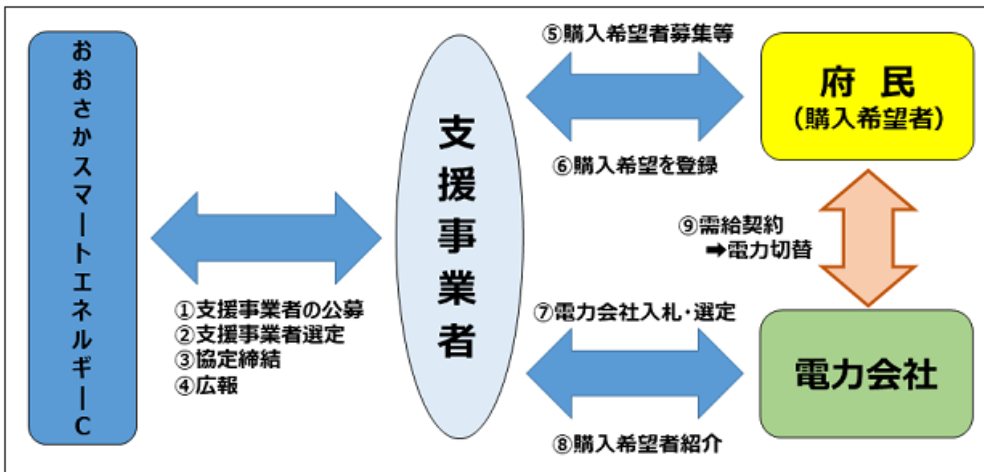 おおさかスマートエネルギーC
①支援事業者の公募
②支援事業者選定
③協定締結
④広報
支援事業者
⑤購入希望者募集等
⑥購入希望を登録
府 民
(購入希望者)
⑨需給契約
➡電力切替
⑦電力会社入札・選定
⑧購入希望者紹介
電力会社